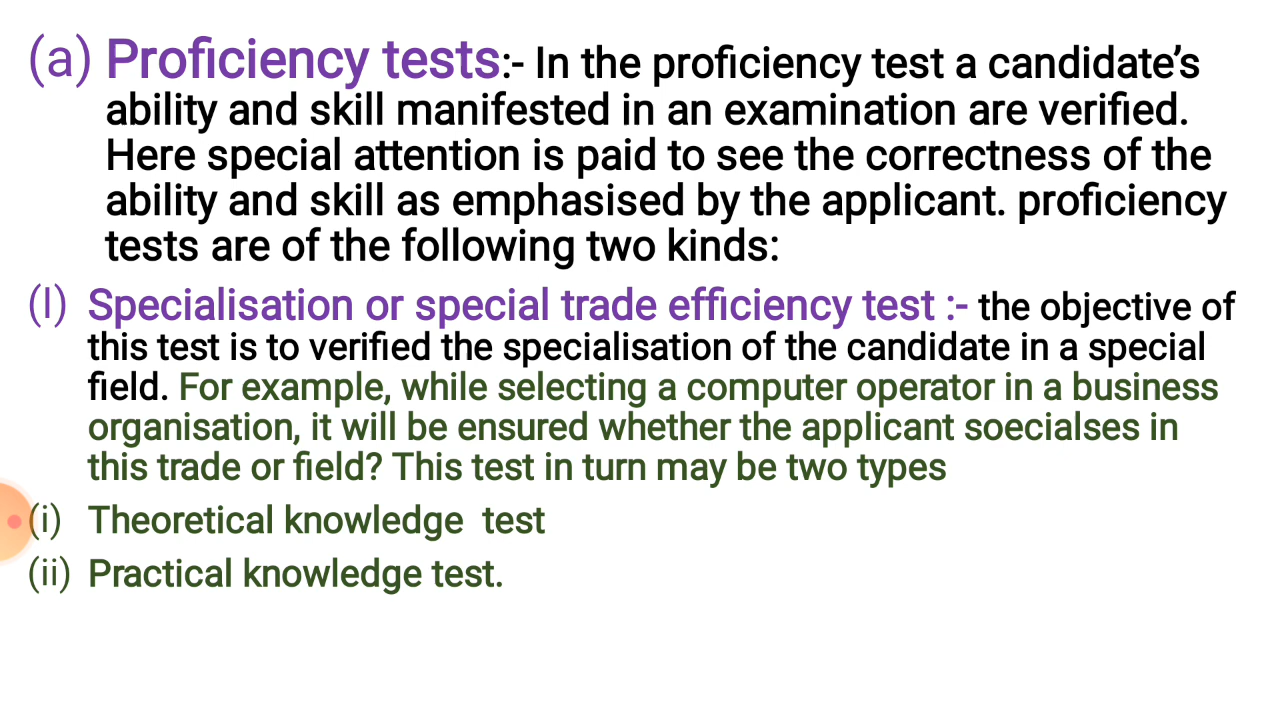 (a) Proficiency tests:- In the proficiency test a candidate’s
ability and skill manifested in an examination are verified.
Here special attention is paid to see the correctness of the
ability and skill as emphasised by the applicant. proficiency
tests are of the following two kinds:
(I) Specialisation or special trade efficiency test :- the objective of
this test is to verified the specialisation of the candidate in a special
field. For example, while selecting a computer operator in a business
organisation, it will be ensured whether the applicant soecialses in
this trade or field? This test in turn may be two types
(i) Theoretical knowledge  test
(ii) Practical knowledge test.